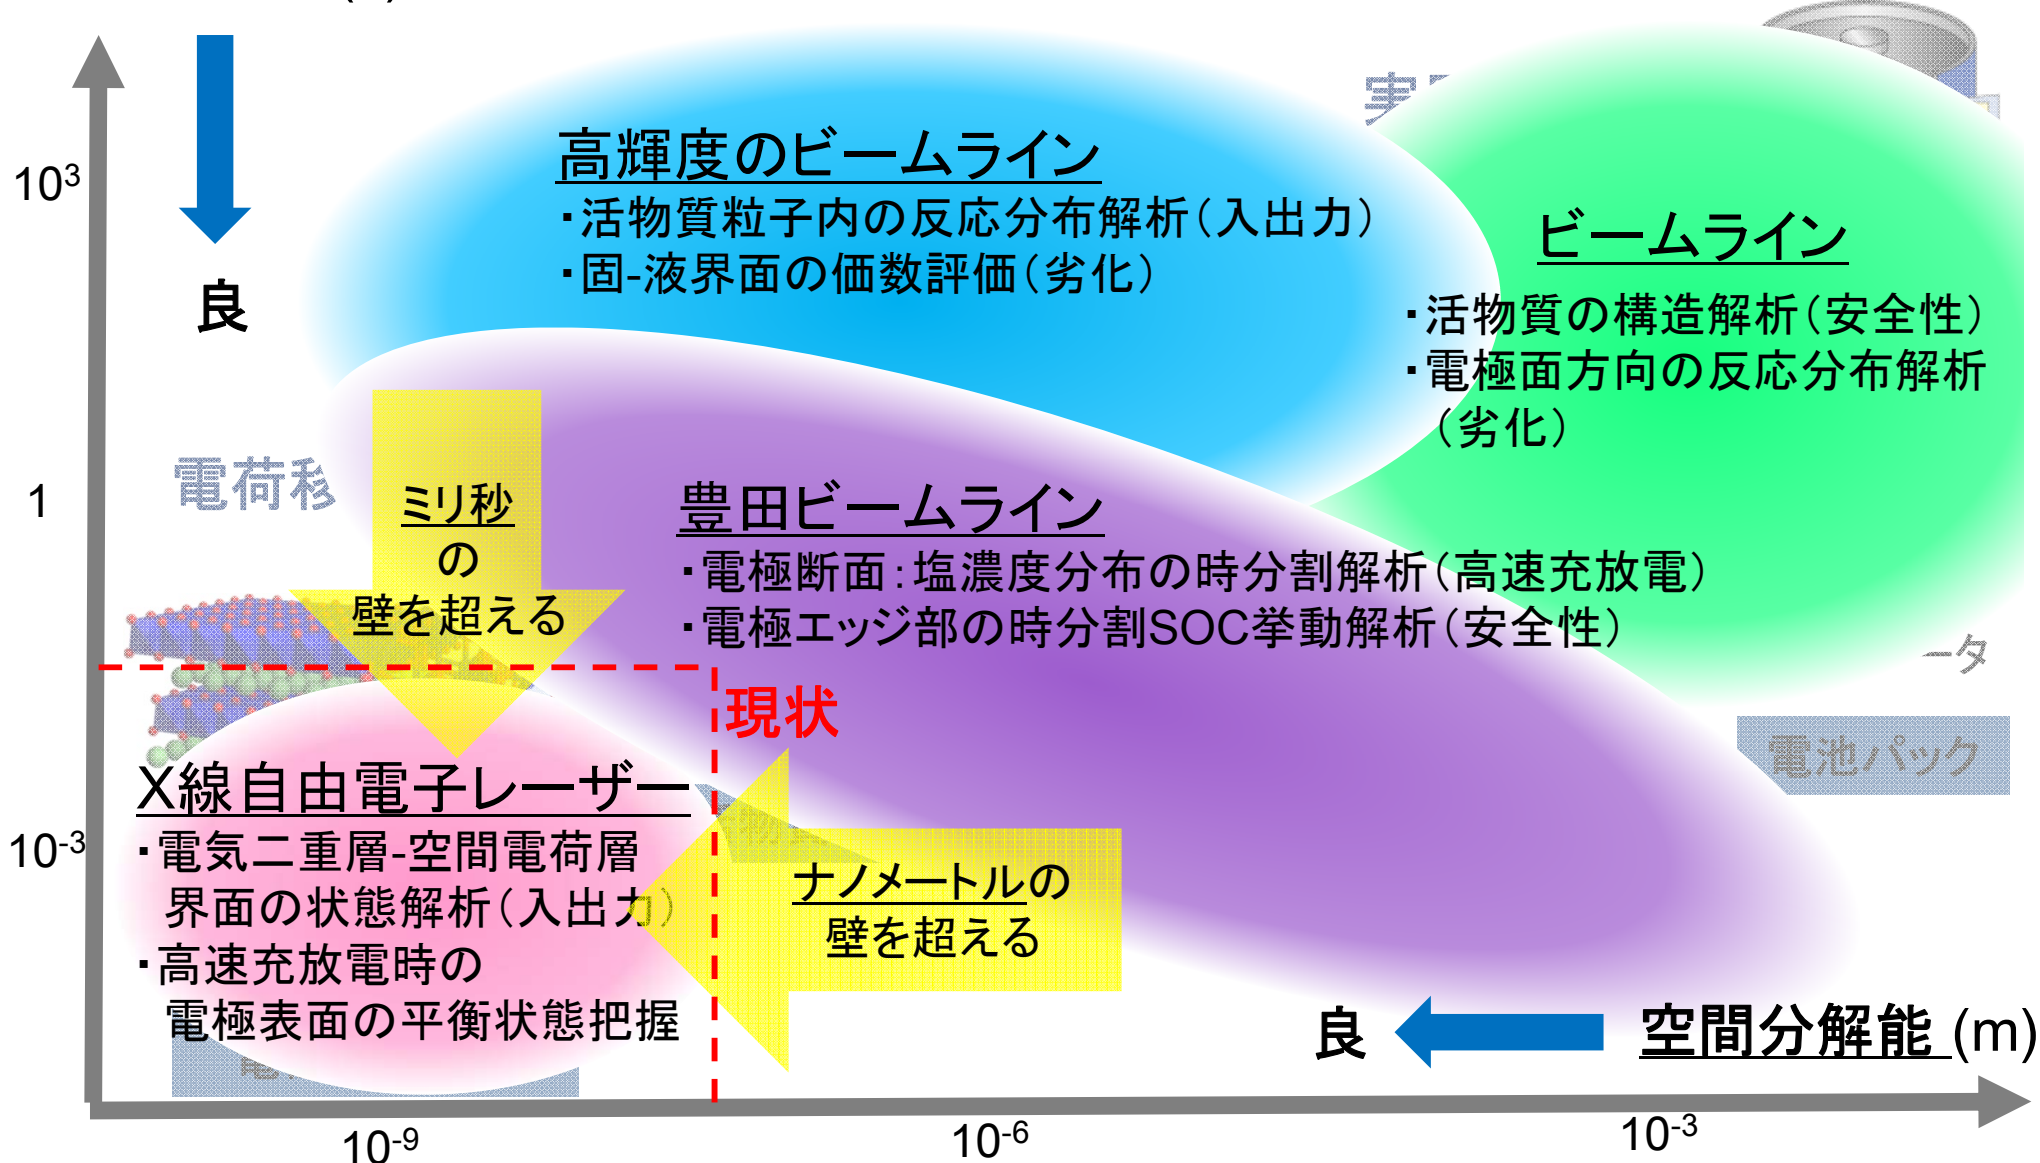 10³
良
高輝度のビームライン
・活物質粒子内の反応分布解析(入出力)
・固-液界面の価数評価(劣化)
ビームライン
・活物質の構造解析(安全性)
・電極面方向の反応分布解析
(劣化)
1
電荷移
ミリ秒
の
壁を超える
豊田ビームライン
・電極断面:塩濃度分布の時分割解析(高速充放電)
・電極エッジ部の時分割SOC挙動解析(安全性)
ータ
現状
電池パック
X線自由電子レーザー
・電気二重層-空間電荷層
界面の状態解析(入出力)
・高速充放電時の
電極表面の平衡状態把握
10⁻³
ナノメートルの
壁を超える
良
空間分解能 (m)
10⁻⁹
10⁻⁶
10⁻³